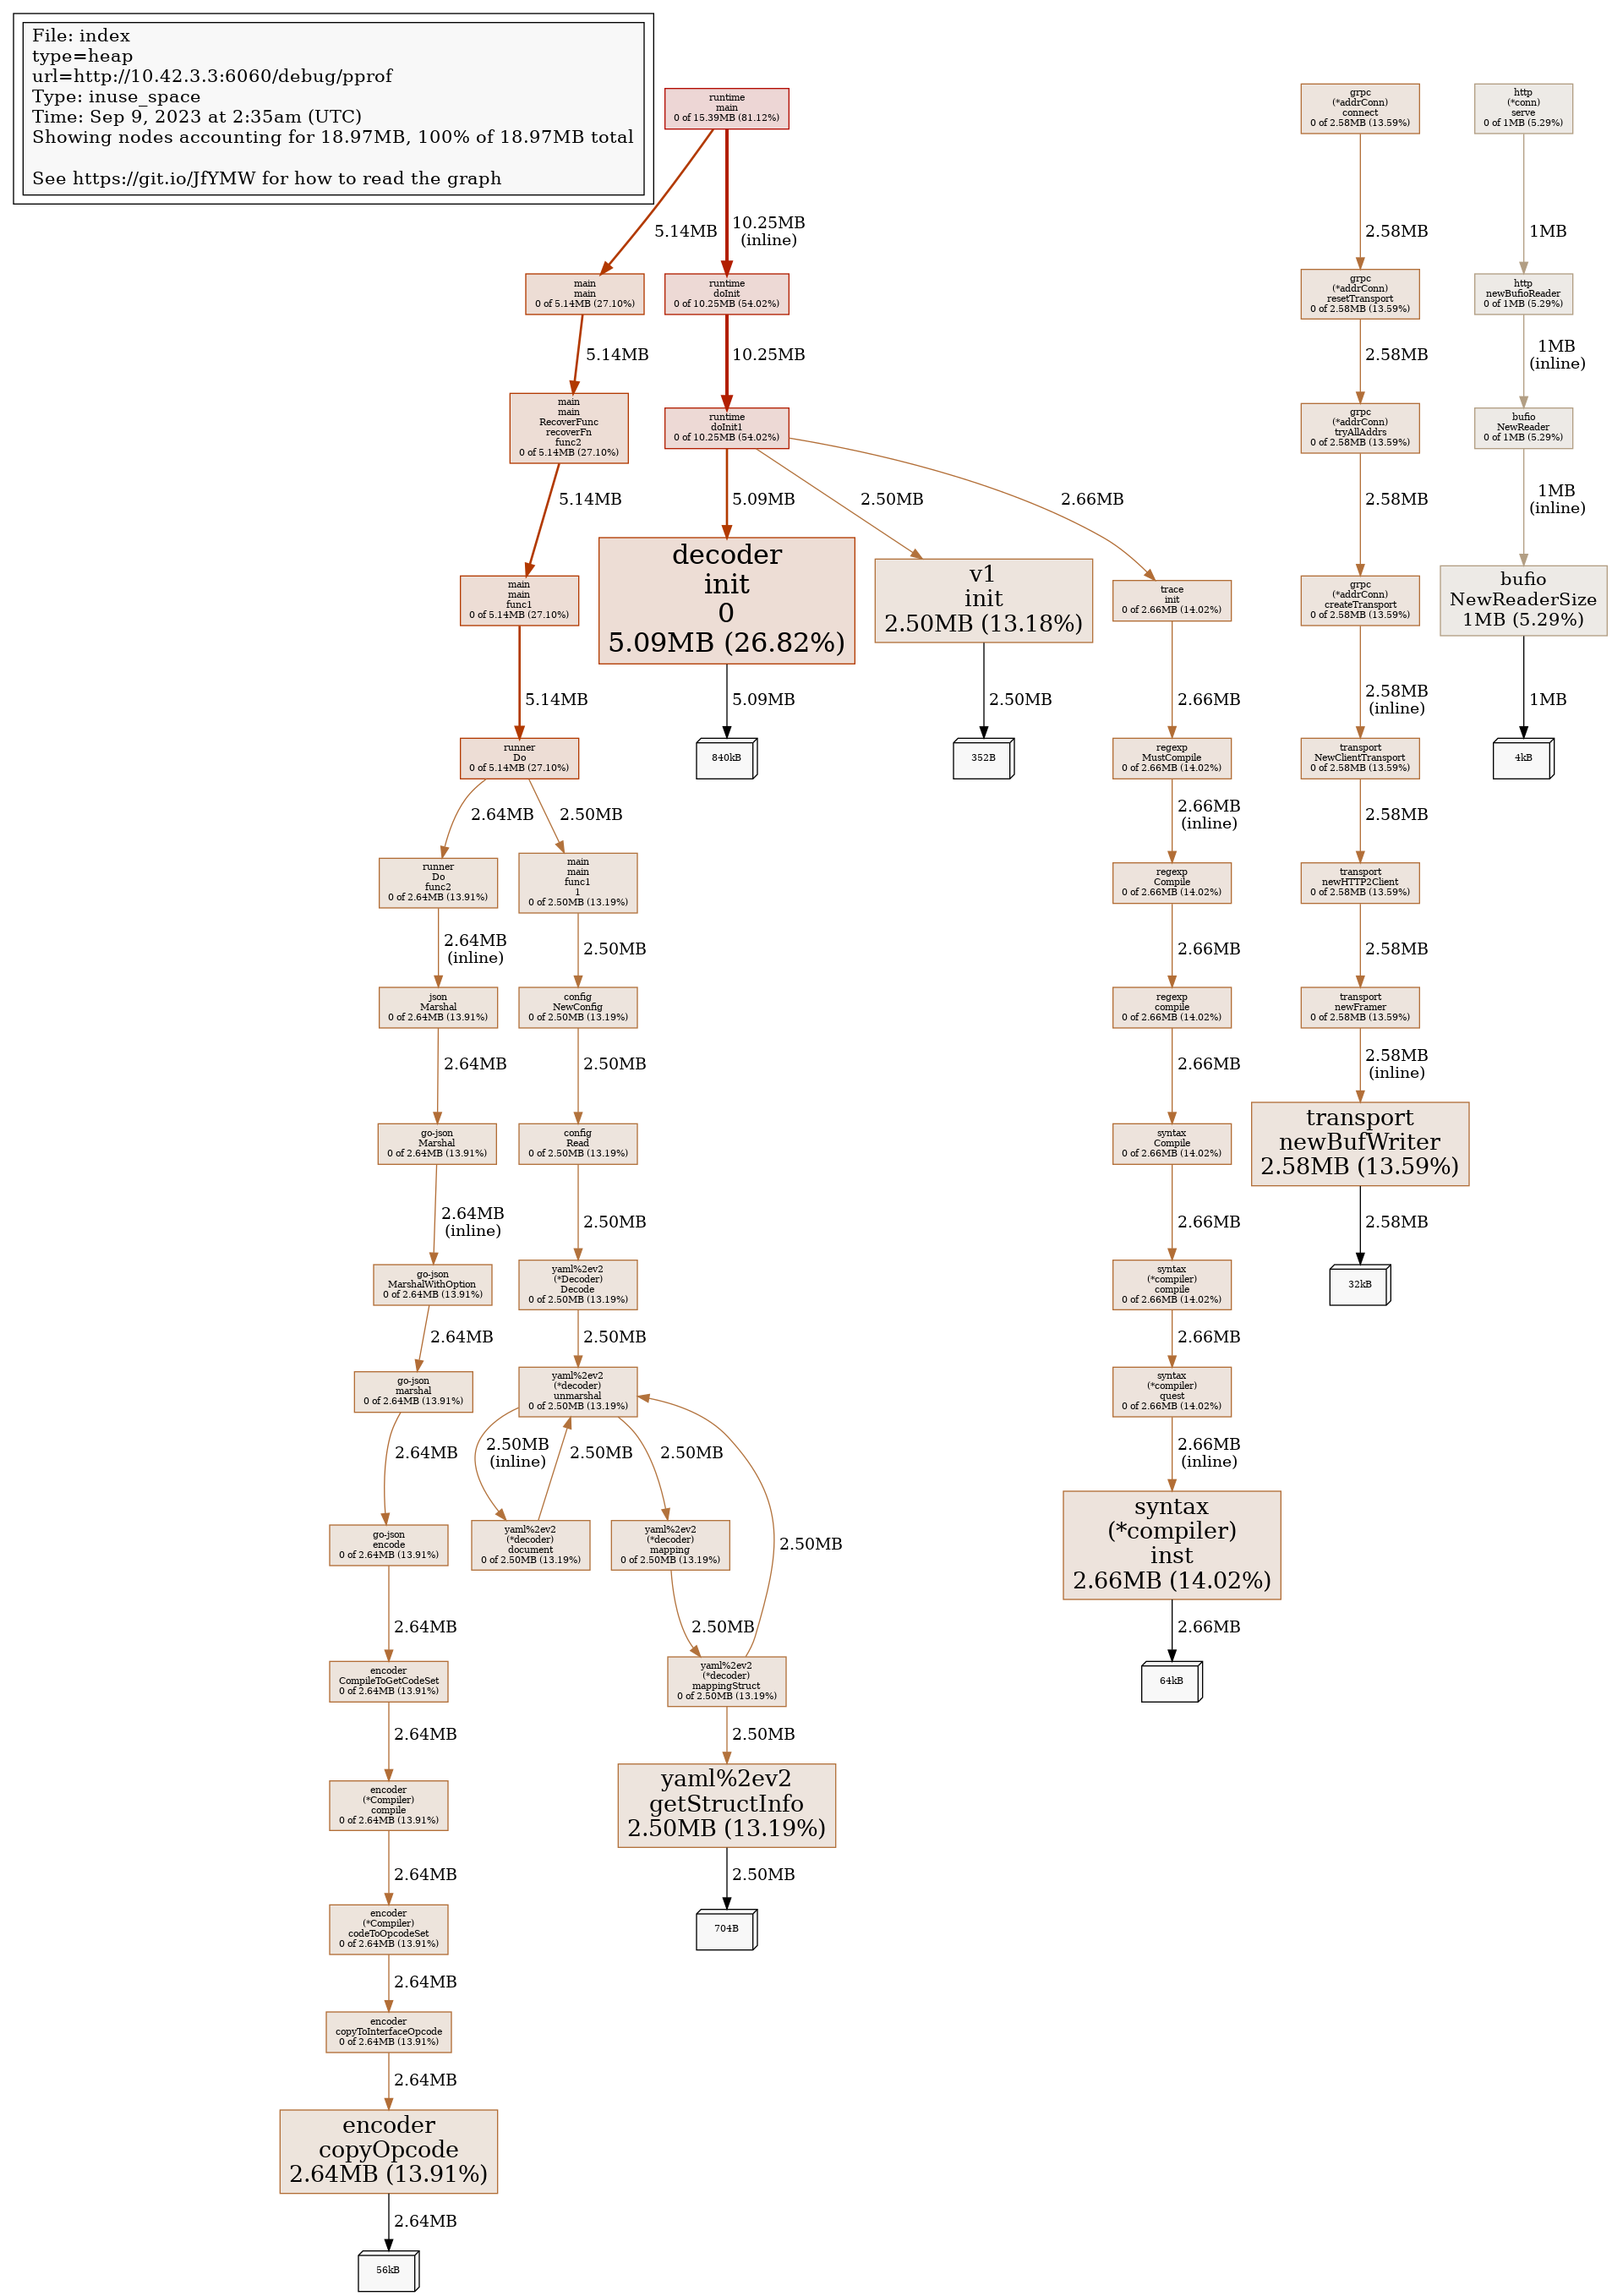 File: index
type=heap
url=http://10.42.3.3:6060/debug/pprof
Type: inuse_space
Time: Sep 9, 2023 at 2:35am (UTC)
Showing nodes accounting for 18.97MB, 100% of 18.97MB total
See https://git.io/JfYMW for how to read the graph
runtime
main
0 of 15.39MB (81.12%)
grpc
(*addrConn)
connect
0 of 2.58MB (13.59%)
http
(*conn)
serve
0 of 1MB (5.29%)
5.14MB
10.25MB
(inline)
2.58MB
1MB
main
main
0 of 5.14MB (27.10%)
runtime
doInit
0 of 10.25MB (54.02%)
grpc
(*addrConn)
resetTransport
0 of 2.58MB (13.59%)
http
newBufioReader
0 of 1MB (5.29%)
5.14MB
10.25MB
2.58MB
1MB
(inline)
main
main
RecoverFunc
recoverFn
func2
0 of 5.14MB (27.10%)
runtime
doInit1
0 of 10.25MB (54.02%)
grpc
(*addrConn)
tryAllAddrs
0 of 2.58MB (13.59%)
bufio
NewReader
0 of 1MB (5.29%)
5.14MB
5.09MB
2.50MB
2.66MB
2.58MB
1MB
(inline)
main
main
func1
0 of 5.14MB (27.10%)
decoder
init
0
5.09MB (26.82%)
v1
init
2.50MB (13.18%)
trace
init
0 of 2.66MB (14.02%)
grpc
(*addrConn)
createTransport
0 of 2.58MB (13.59%)
bufio
NewReaderSize
1MB (5.29%)
5.14MB
5.09MB
2.50MB
2.66MB
2.58MB
(inline)
1MB
runner
Do
0 of 5.14MB (27.10%)
840kB
352B
regexp
MustCompile
0 of 2.66MB (14.02%)
transport
NewClientTransport
0 of 2.58MB (13.59%)
4kB
2.64MB
2.50MB
2.66MB
(inline)
2.58MB
runner
Do
func2
0 of 2.64MB (13.91%)
main
main
func1
1
0 of 2.50MB (13.19%)
regexp
Compile
0 of 2.66MB (14.02%)
transport
newHTTP2Client
0 of 2.58MB (13.59%)
2.64MB
(inline)
2.50MB
2.66MB
2.58MB
json
Marshal
0 of 2.64MB (13.91%)
config
NewConfig
0 of 2.50MB (13.19%)
regexp
compile
0 of 2.66MB (14.02%)
transport
newFramer
0 of 2.58MB (13.59%)
2.64MB
2.50MB
2.66MB
2.58MB
(inline)
go-json
Marshal
0 of 2.64MB (13.91%)
config
Read
0 of 2.50MB (13.19%)
syntax
Compile
0 of 2.66MB (14.02%)
transport
newBufWriter
2.58MB (13.59%)
2.64MB
(inline)
2.50MB
2.66MB
2.58MB
go-json
MarshalWithOption
0 of 2.64MB (13.91%)
yaml%2ev2
(*Decoder)
Decode
0 of 2.50MB (13.19%)
syntax
(*compiler)
compile
0 of 2.66MB (14.02%)
32kB
2.64MB
2.50MB
2.66MB
go-json
marshal
0 of 2.64MB (13.91%)
yaml%2ev2
(*decoder)
unmarshal
0 of 2.50MB (13.19%)
syntax
(*compiler)
quest
0 of 2.66MB (14.02%)
2.64MB
2.50MB
(inline)
2.50MB
2.50MB
2.50MB
2.66MB
(inline)
go-json
encode
0 of 2.64MB (13.91%)
yaml%2ev2
(*decoder)
document
0 of 2.50MB (13.19%)
yaml%2ev2
(*decoder)
mapping
0 of 2.50MB (13.19%)
syntax
(*compiler)
inst
2.66MB (14.02%)
2.64MB
2.50MB
2.66MB
encoder
CompileToGetCodeSet
0 of 2.64MB (13.91%)
yaml%2ev2
(*decoder)
mappingStruct
0 of 2.50MB (13.19%)
64kB
2.64MB
2.50MB
encoder
(*Compiler)
compile
0 of 2.64MB (13.91%)
yaml%2ev2
getStructInfo
2.50MB (13.19%)
2.64MB
2.50MB
encoder
(*Compiler)
codeToOpcodeSet
0 of 2.64MB (13.91%)
704B
2.64MB
encoder
copyToInterfaceOpcode
0 of 2.64MB (13.91%)
2.64MB
encoder
copyOpcode
2.64MB (13.91%)
2.64MB
56kB